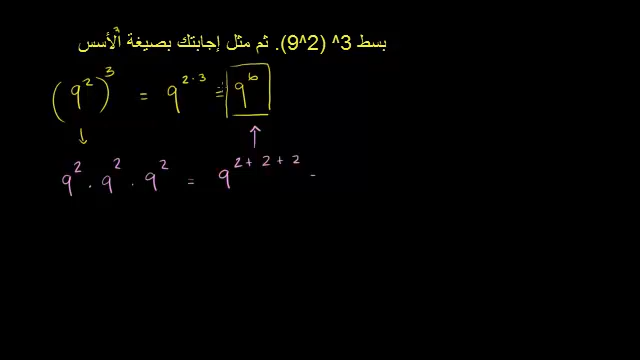 بسط 3^ (9^2). ثم مثل إجابتك بصيغة الأسس
(9²)³ = 9^{2·3} = 9⁶
9² · 9² · 9² = 9^{2+2+2} =